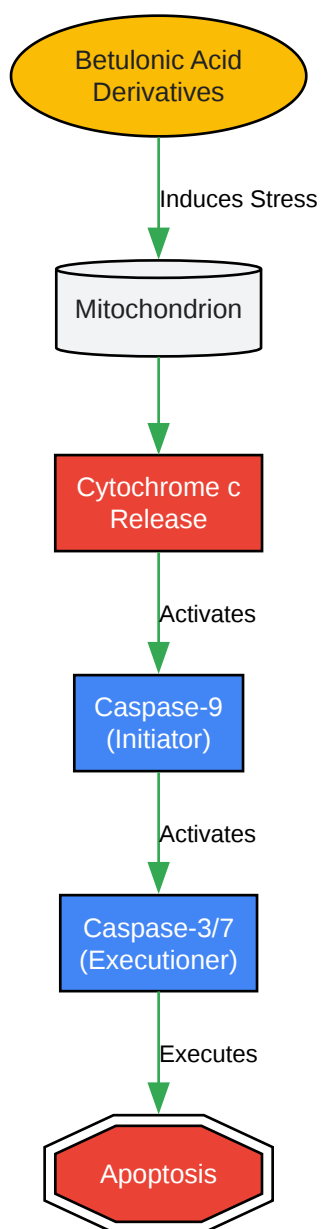 Betulonic Acid
Derivatives
Induces Stress
Mitochondrion
Cytochrome c
Release
Activates
Caspase-9
(Initiator)
Activates
Caspase-3/7
(Executioner)
Executes
Apoptosis